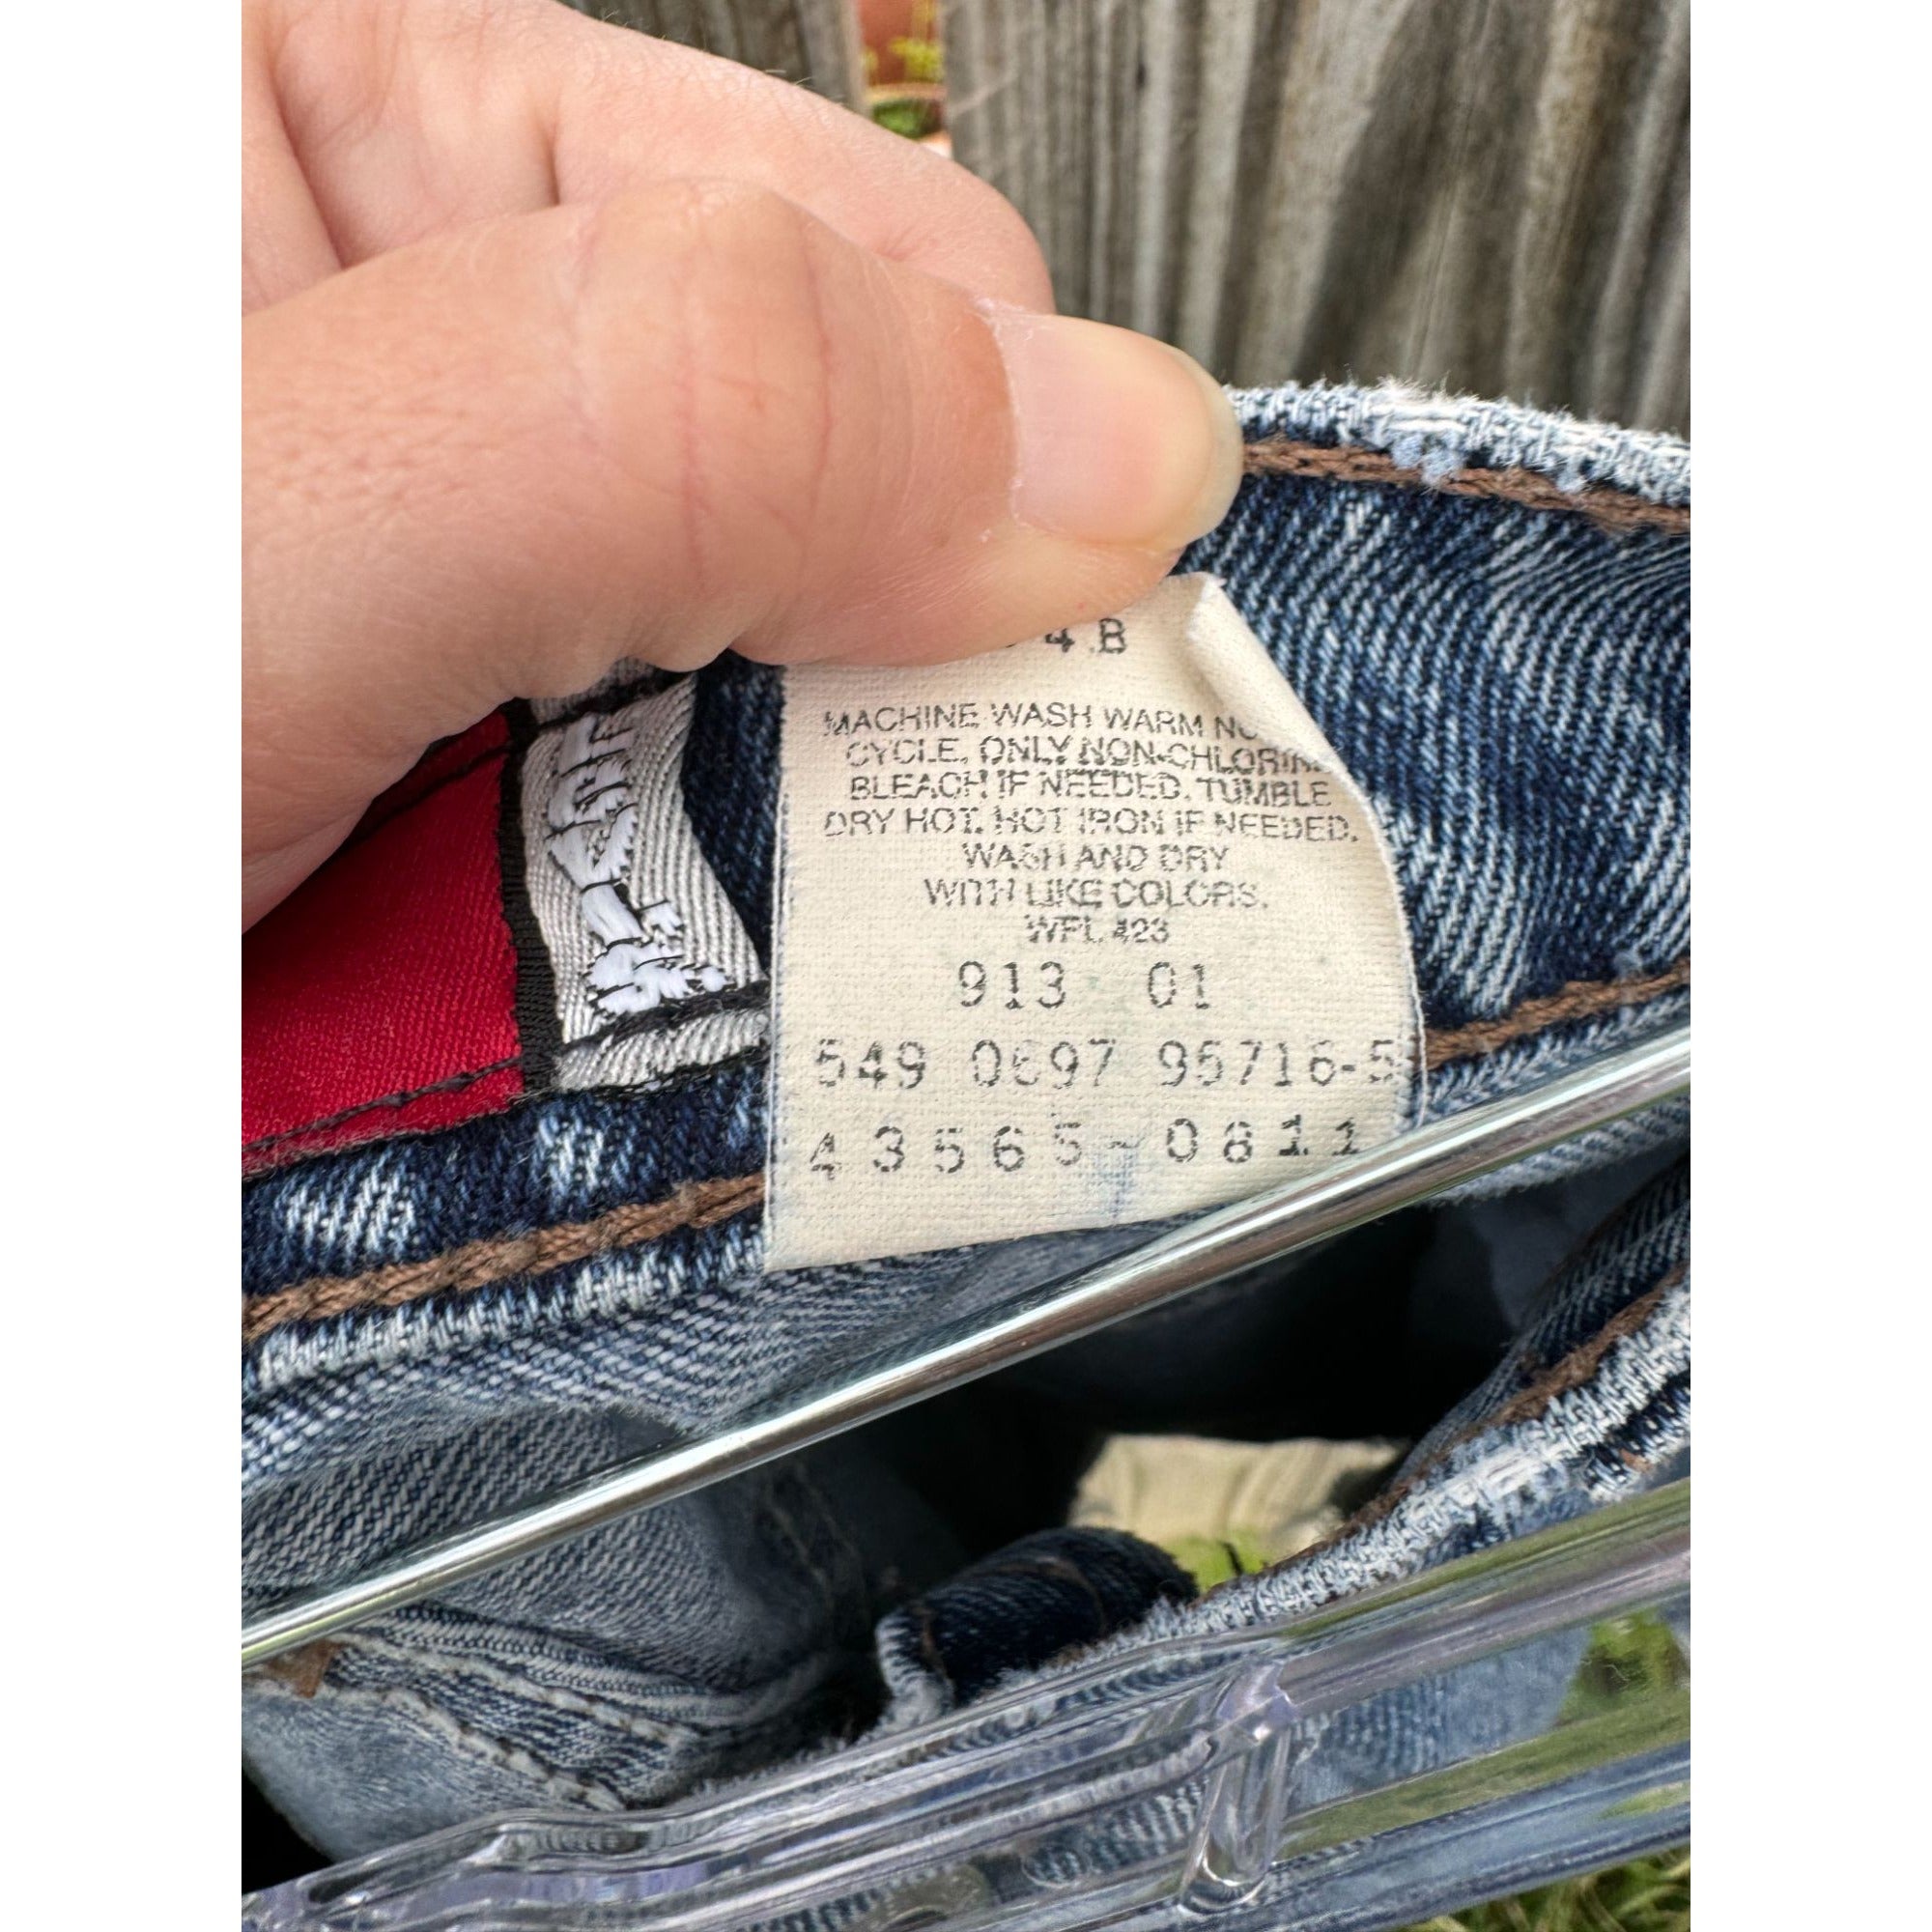 4 B
MACHINE WASH WARM
CYCLE. ONLY NON-CHLORINE
BLEACH IF NEEDED. TUMBLE
DRY HOT. HOT IRON IF NEEDED.
WASH AND DRY
WITH LIKE COLORS.
WPL 423
913 01
549 0697 95716-5
43565-0811